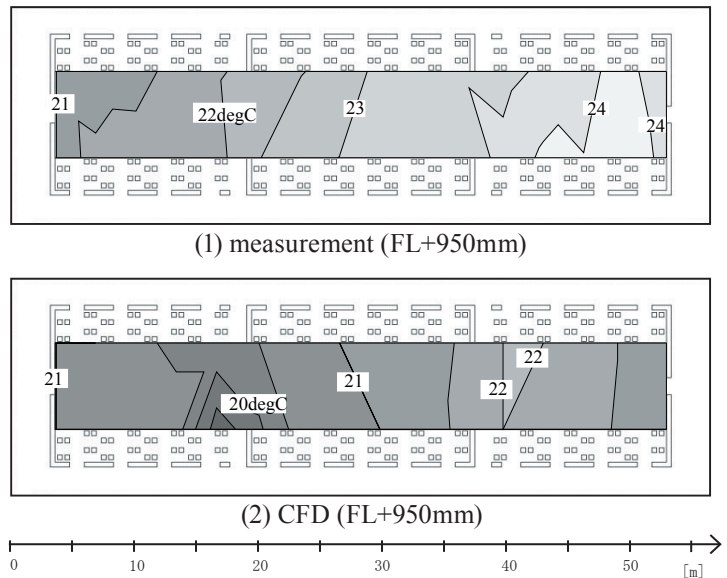 21
22degC
23
24
24
(1) measurement (FL+950mm)
21
20degC
21
22
22
(2) CFD (FL+950mm)
0 10 20 30 40 50 [m]